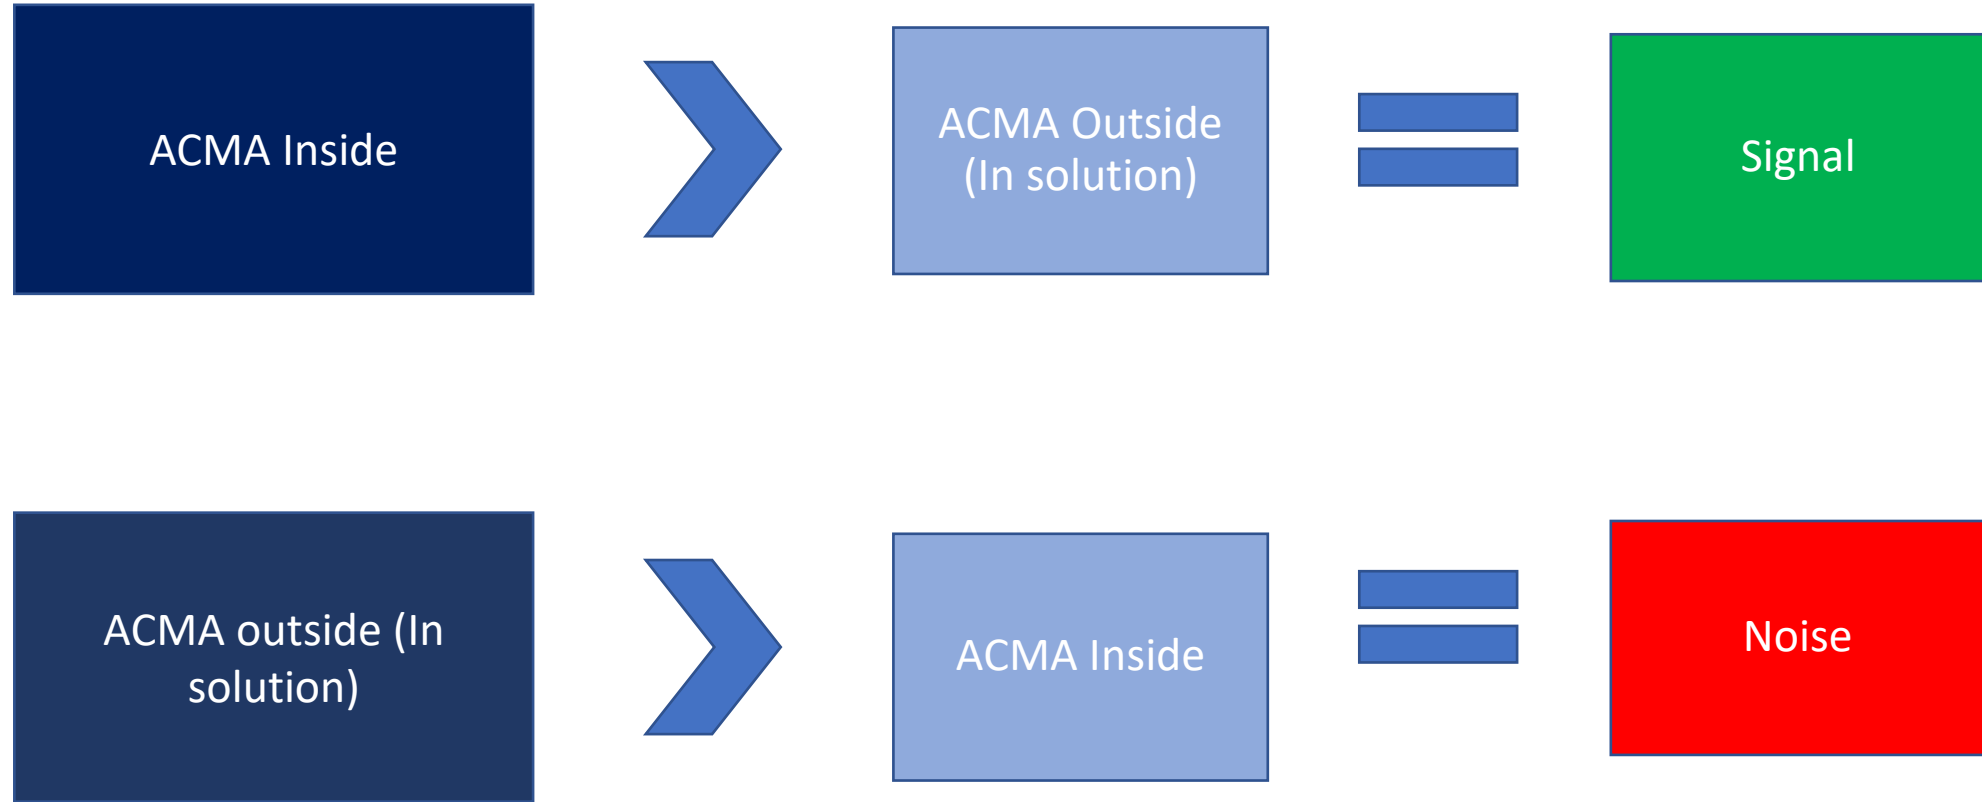 ACMA Inside
ACMA Outside
(In solution)
Signal
ACMA outside (In
solution)
ACMA Inside
Noise